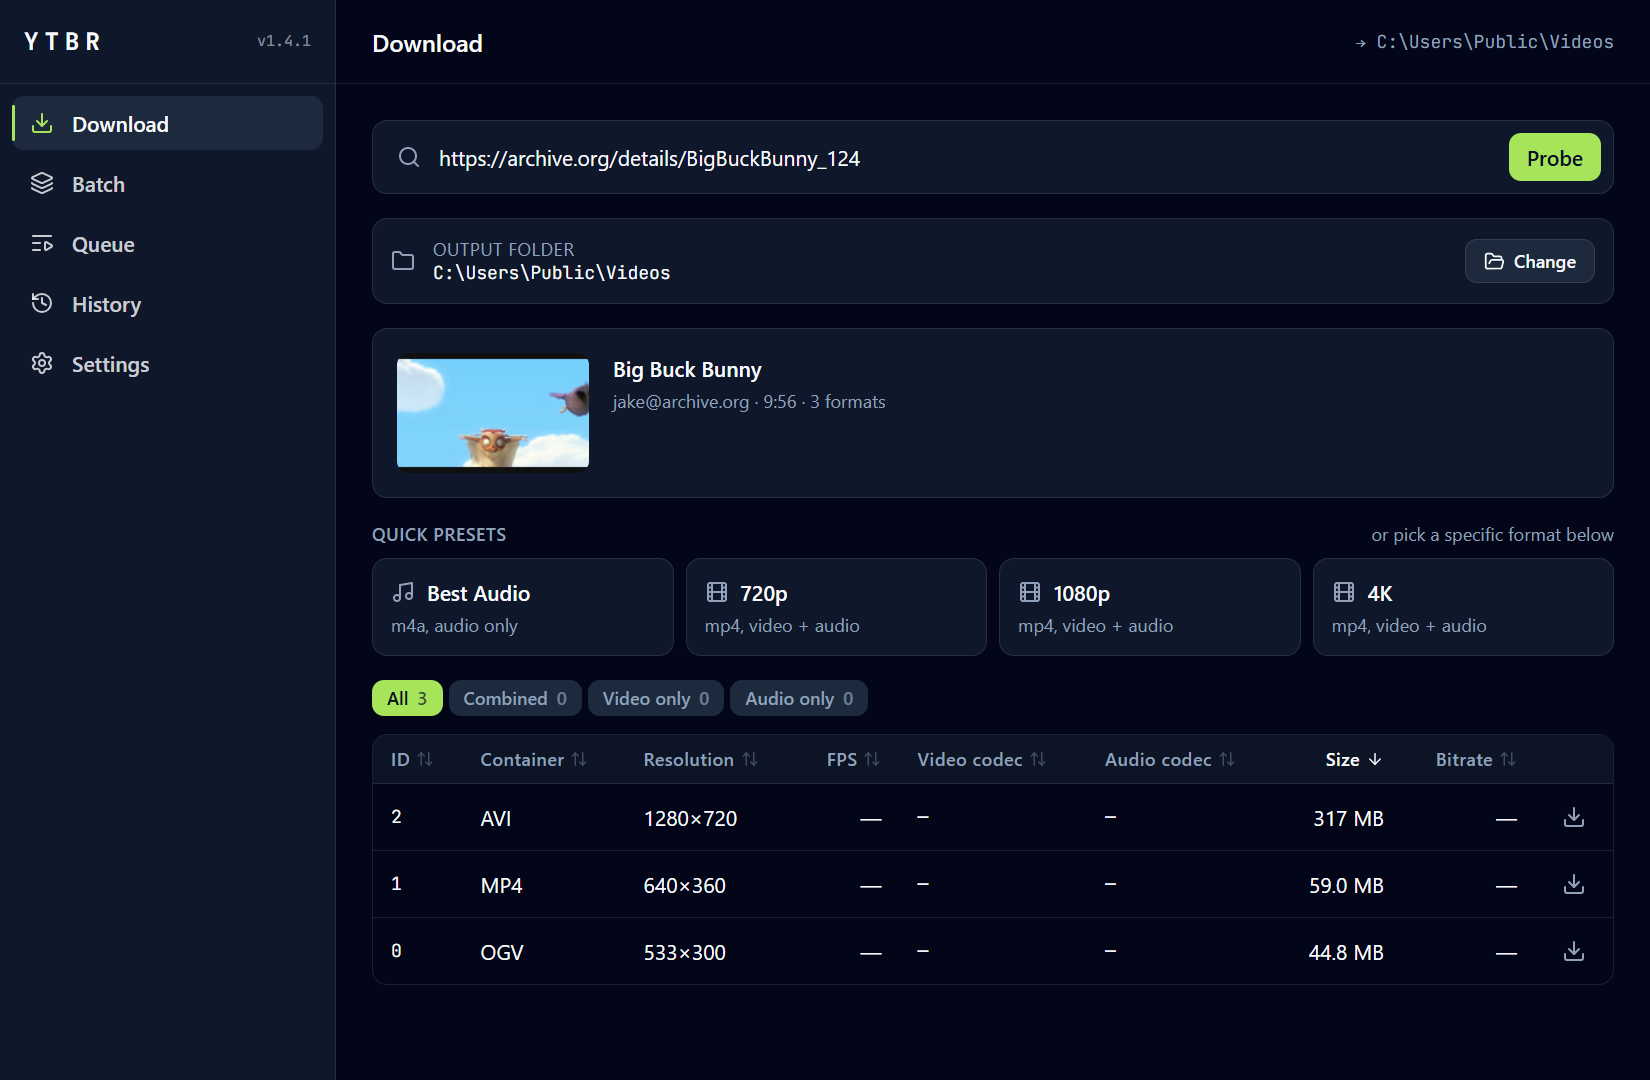 YTBR
v1.4.1
Download
Batch
Queue
History
Settings
Download
→ C:\Users\Public\Videos
https://archive.org/details/BigBuckBunny_124
Probe
OUTPUT FOLDER
C:\Users\Public\Videos
Change
Big Buck Bunny
jake@archive.org · 9:56 · 3 formats
QUICK PRESETS
or pick a specific format below
Best Audio
m4a, audio only
720p
mp4, video + audio
1080p
mp4, video + audio
4K
mp4, video + audio
All 3
Combined 0
Video only 0
Audio only 0
ID Container Resolution FPS Video codec Audio codec Size ↓ Bitrate
2 AVI 1280×720 — – – 317 MB —
1 MP4 640×360 — – – 59.0 MB —
0 OGV 533×300 — – – 44.8 MB —